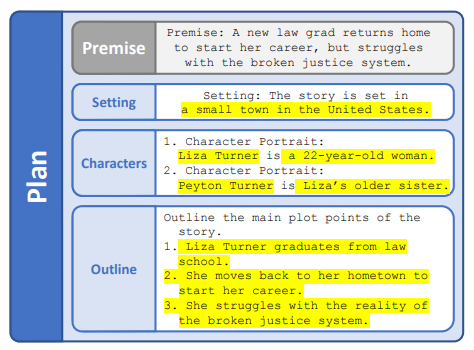 Plan
Premise
Premise: A new law grad returns home
to start her career, but struggles
with the broken justice system.
Setting
Setting: The story is set in
a small town in the United States.
Characters
1. Character Portrait:
Liza Turner is a 22-year-old woman.
2. Character Portrait:
Peyton Turner is Liza's older sister.
Outline
Outline the main plot points of the
story.
1. Liza Turner graduates from law
school.
2. She moves back to her hometown to
start her career.
3. She struggles with the reality of
the broken justice system.